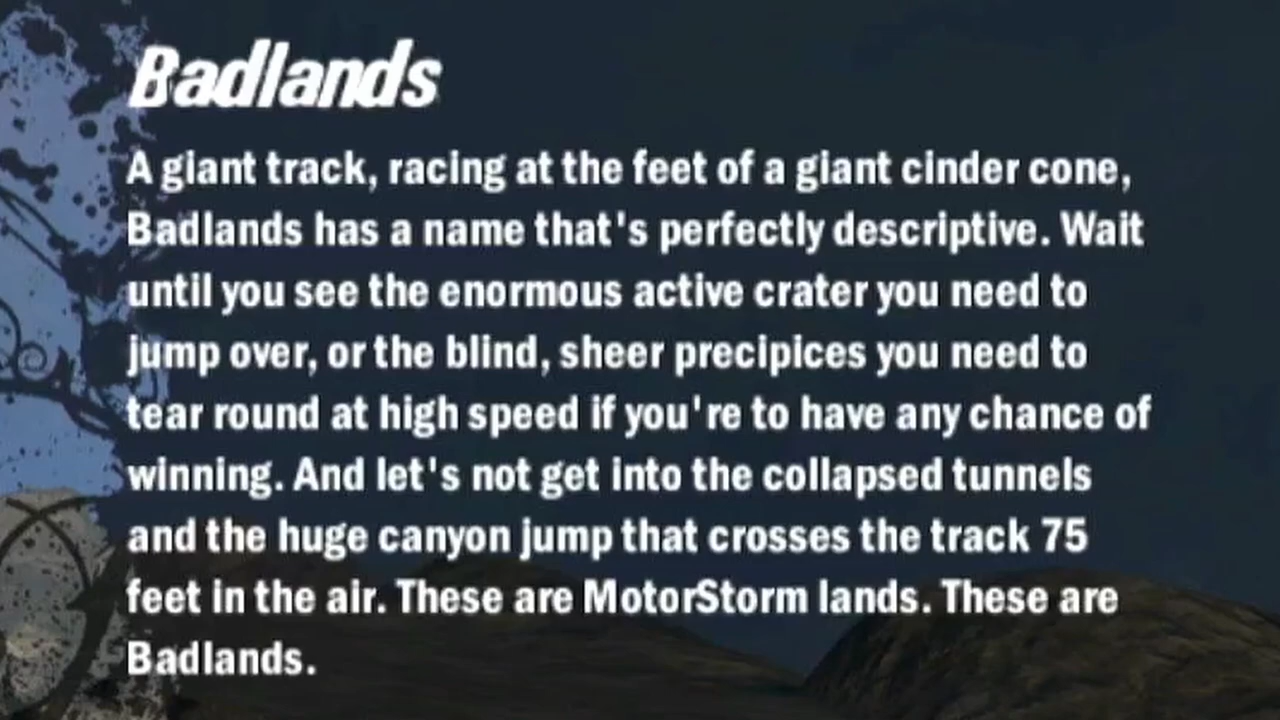 Badlands
A giant track, racing at the feet of a giant cinder cone,
Badlands has a name that's perfectly descriptive. Wait
until you see the enormous active crater you need to
jump over, or the blind, sheer precipices you need to
tear round at high speed if you're to have any chance of
winning. And let's not get into the collapsed tunnels
and the huge canyon jump that crosses the track 75
feet in the air. These are MotorStorm lands. These are
Badlands.